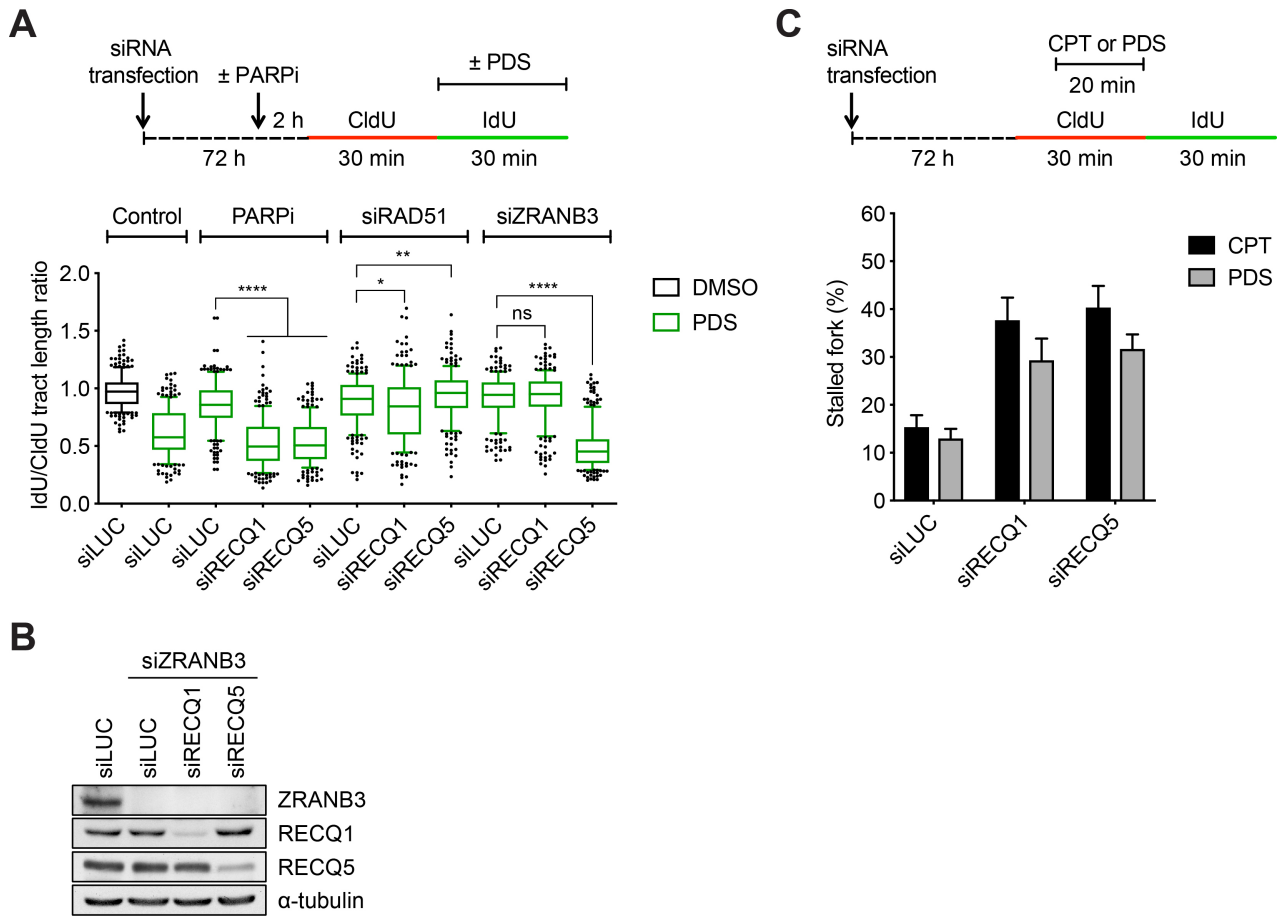 A
siRNA
transfection
± PARPi
± PDS
2 h
CldU
IdU
72 h
30 min
30 min
Control
PARPi
siRAD51
siZRANB3
IdU/CldU tract length ratio
2.0
1.5
1.0
0.5
0.0
****
*
**
ns
****
DMSO
PDS
siLUC
siLUC
siLUC
siRECQ1
siRECQ5
siLUC
siRECQ1
siRECQ5
siLUC
siRECQ1
siRECQ5
B
siZRANB3
siLUC
siLUC
siRECQ1
siRECQ5
ZRANB3
RECQ1
RECQ5
α-tubulin
C
siRNA
transfection
CPT or PDS
20 min
CldU
IdU
72 h
30 min
30 min
Stalled fork (%)
60
50
40
30
20
10
0
CPT
PDS
siLUC
siRECQ1
siRECQ5